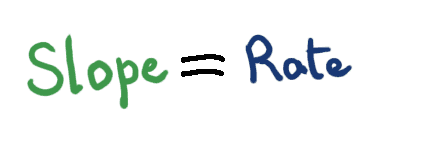 Slope = Rate